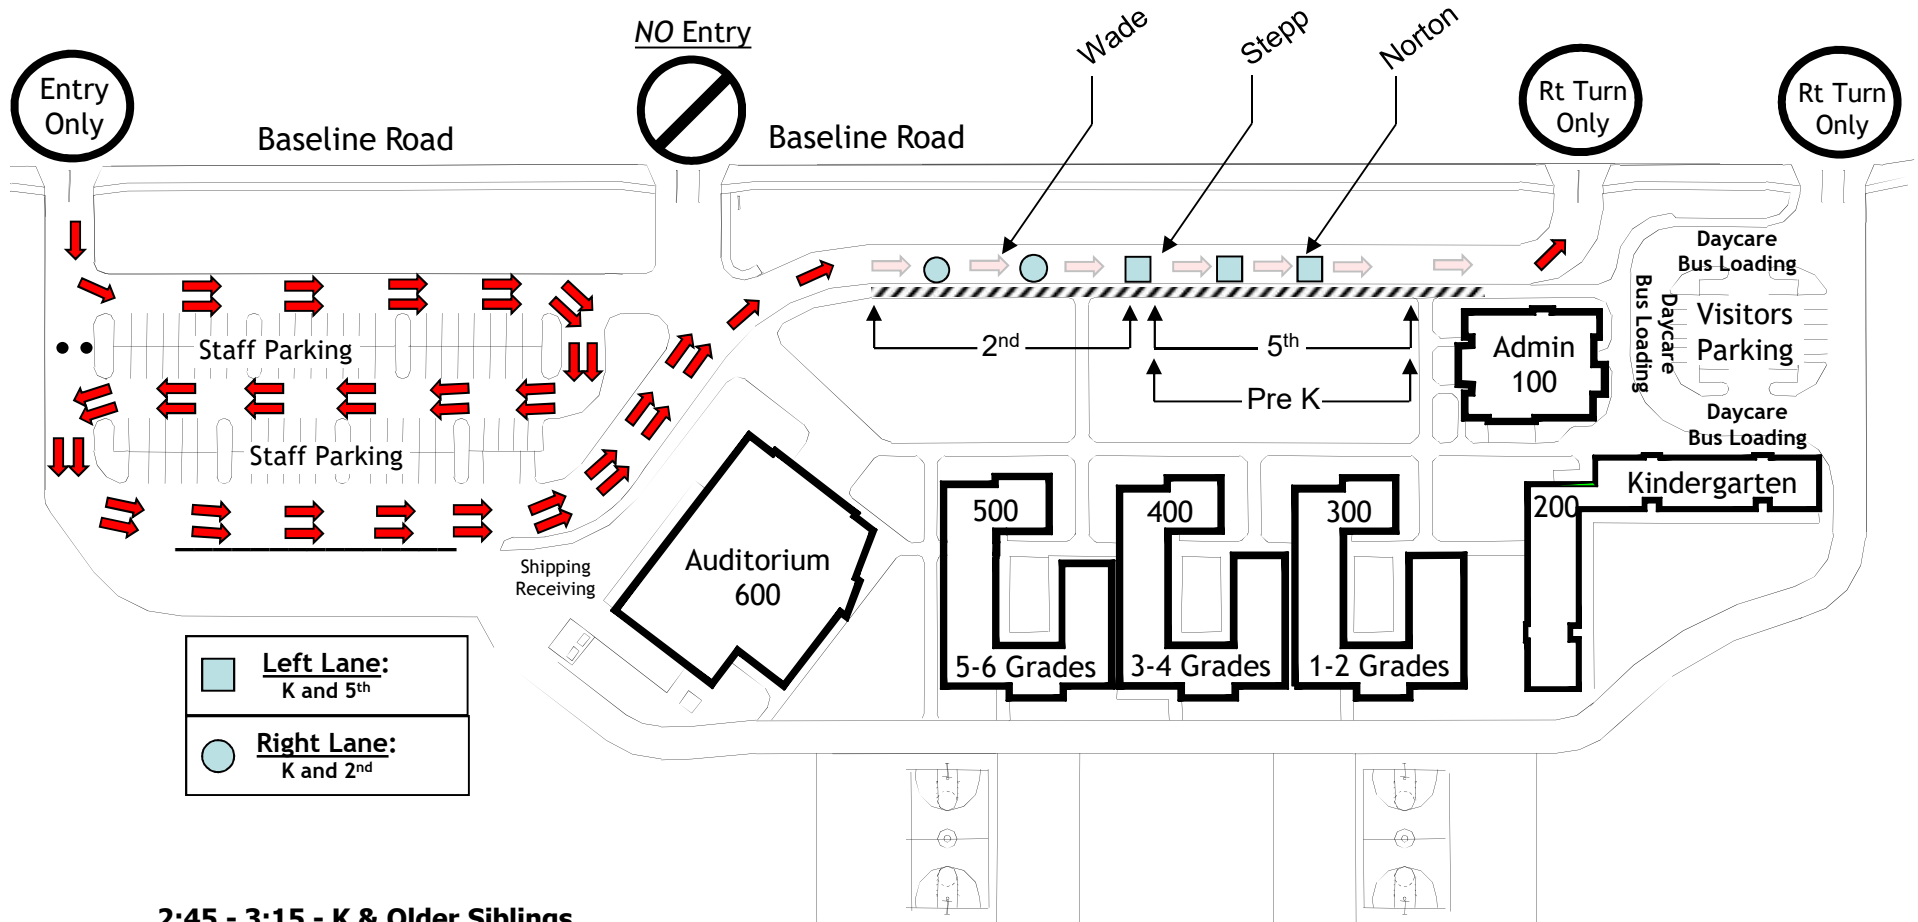 NO Entry
Wade
Stepp
Norton
Entry
Only
Baseline Road
Baseline Road
Rt Turn
Only
Rt Turn
Only
Daycare
Bus Loading
Daycare
Bus Loading
Visitors
Parking
Daycare
Bus Loading
Staff Parking
2nd
5th
Pre K
Admin
100
Staff Parking
Kindergarten
200
500
400
300
Auditorium
600
Shipping
Receiving
5-6 Grades
3-4 Grades
1-2 Grades
Left Lane:
K and 5th
Right Lane:
K and 2nd
2:45 - 3:15 - K & Older Siblings